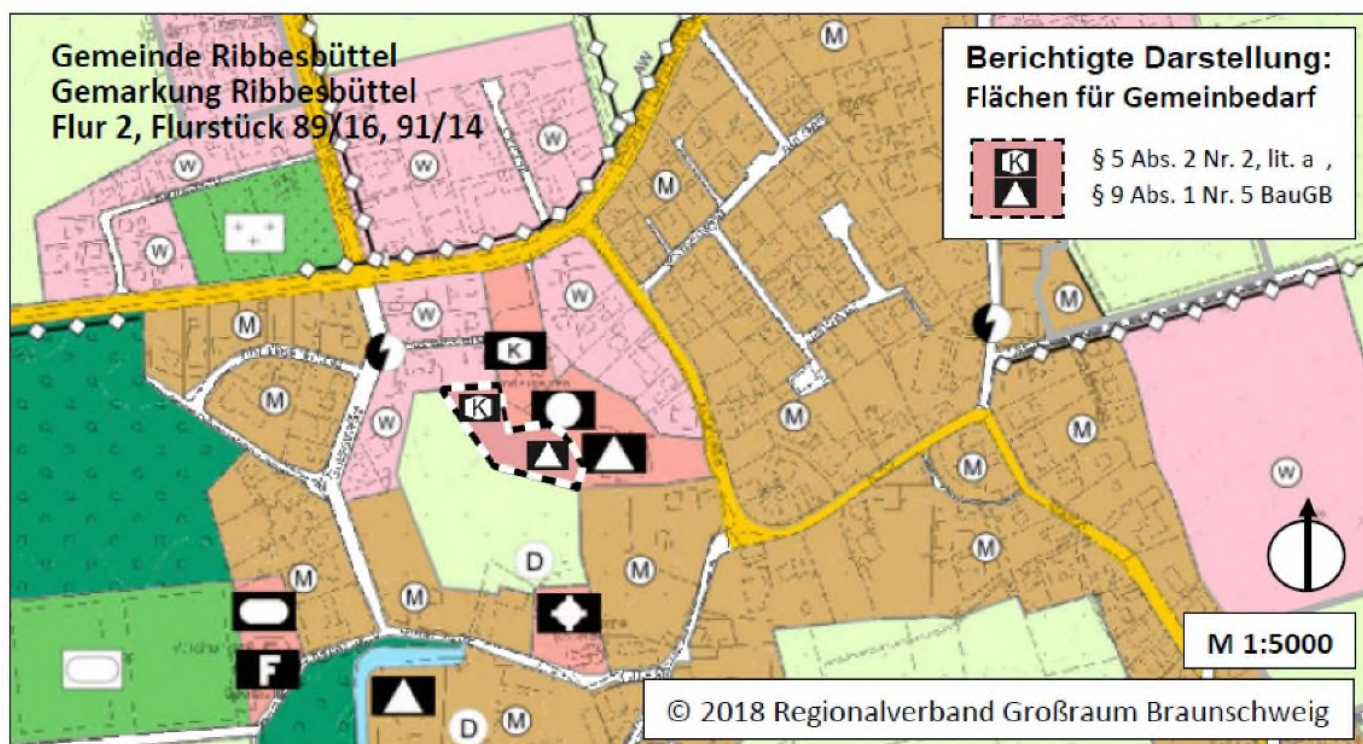 Gemeinde Ribbesbüttel
Gemarkung Ribbesbüttel
Flur 2, Flurstück 89/16, 91/14
Berichtigte Darstellung:
Flächen für Gemeinbedarf
K
§ 5 Abs. 2 Nr. 2, lit. a ,
§ 9 Abs. 1 Nr. 5 BauGB
M
W
W
W
M
W
M
W
W
M
K
M
K
W
M
M
M
W
D
M
M
M
M
F
D
M
M 1:5000
© 2018 Regionalverband Großraum Braunschweig